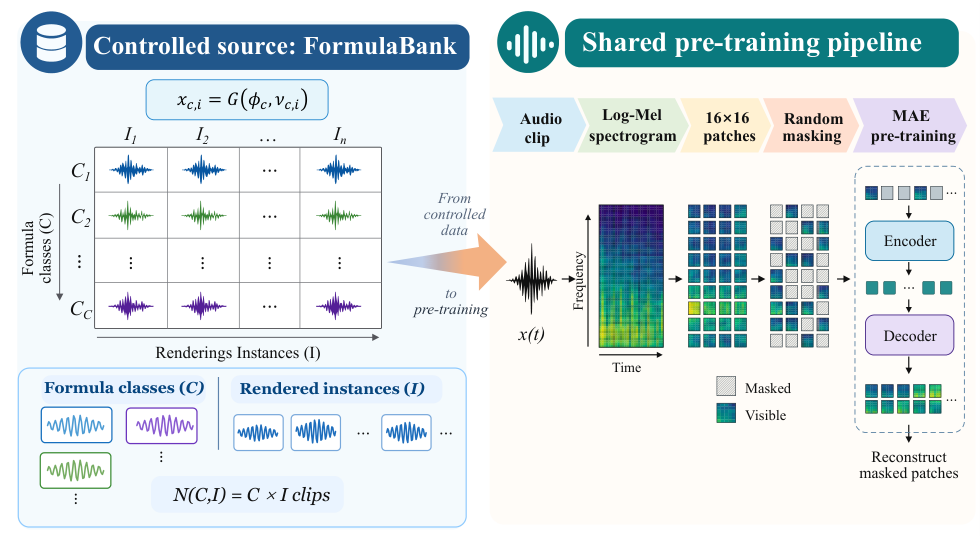 Controlled source: FormulaBank
x_{c,i} = G(ϕ_c, ν_{c,i})
I_1 I_2 ... I_n
C_1 ...
C_2 ...
⋮ ⋮ ⋮ ⋱ ⋮
C_C ...
Formula
classes (C)
Renderings Instances (I)
Formula classes (C)
Rendered instances (I)
⋮
⋮
... ...
N(C,I) = C × I clips
From
controlled
data
to
pre-training
Shared pre-training pipeline
Audio
clip
Log-Mel
spectrogram
16×16
patches
Random
masking
MAE
pre-training
x(t)
Frequency
Time
Masked
Visible
...
Encoder
...
Decoder
...
Reconstruct
masked patches